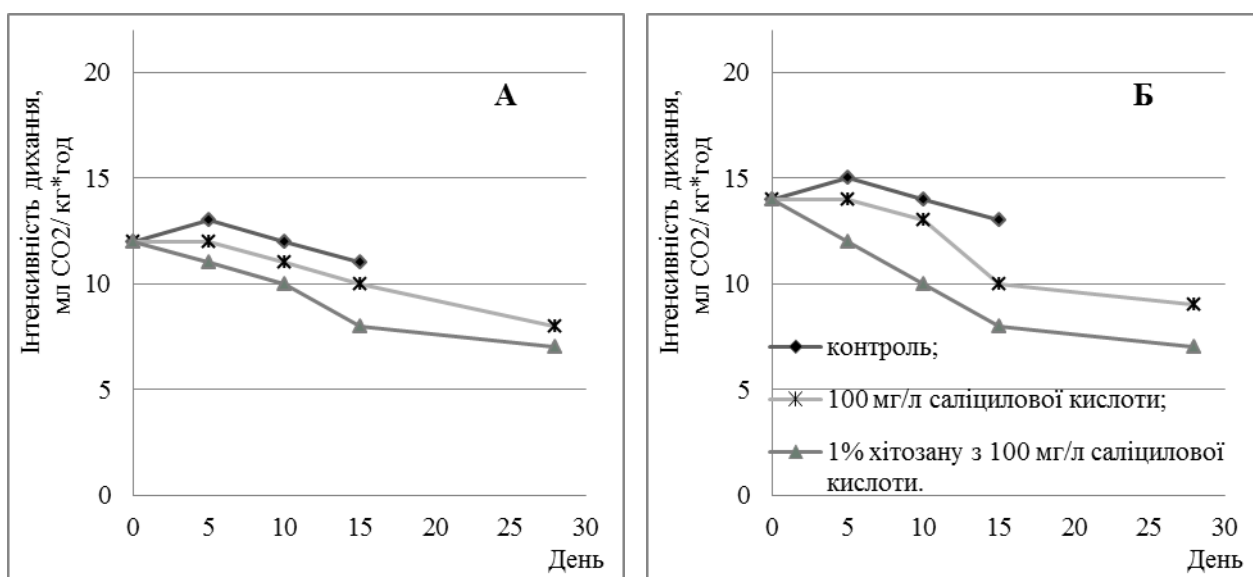 Інтенсивність дихання,
мл CO2/ кг*год
А
20
15
10
5
0
0 5 10 15 20 25 30
День
Інтенсивність дихання,
мл CO2/ кг*год
Б
20
15
10
5
0
контроль;
100 мг/л саліцилової кислоти;
1% хітозану з 100 мг/л саліцилової
кислоти.
0 5 10 15 20 25 30
День